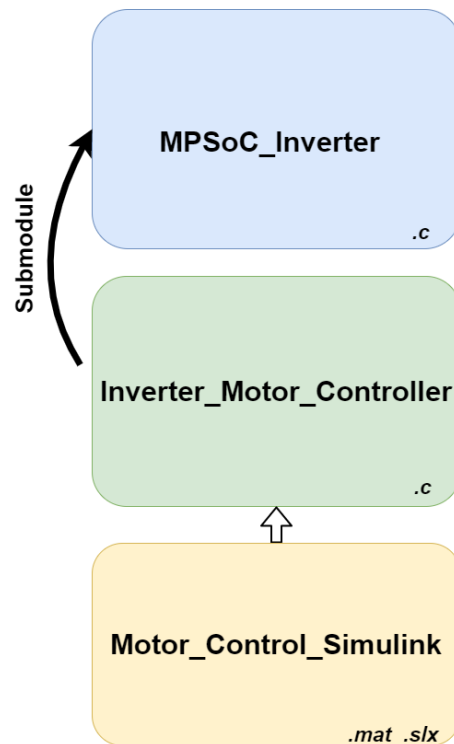 MPSoC_Inverter
.c
Submodule
Inverter_Motor_Controller
.c
Motor_Control_Simulink
.mat .slx